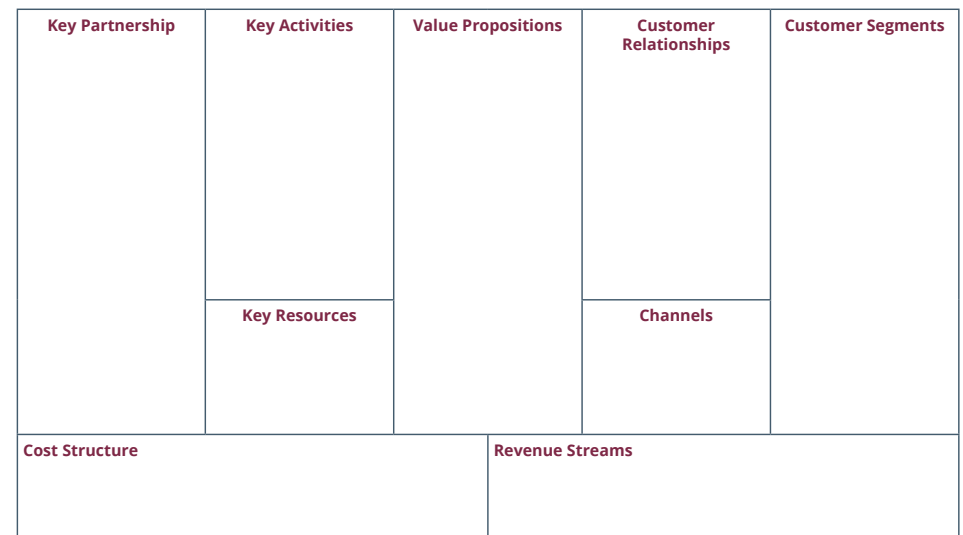 Key Partnership
Key Activities
Value Propositions
Customer
Relationships
Customer Segments
Key Resources
Channels
Cost Structure
Revenue Streams